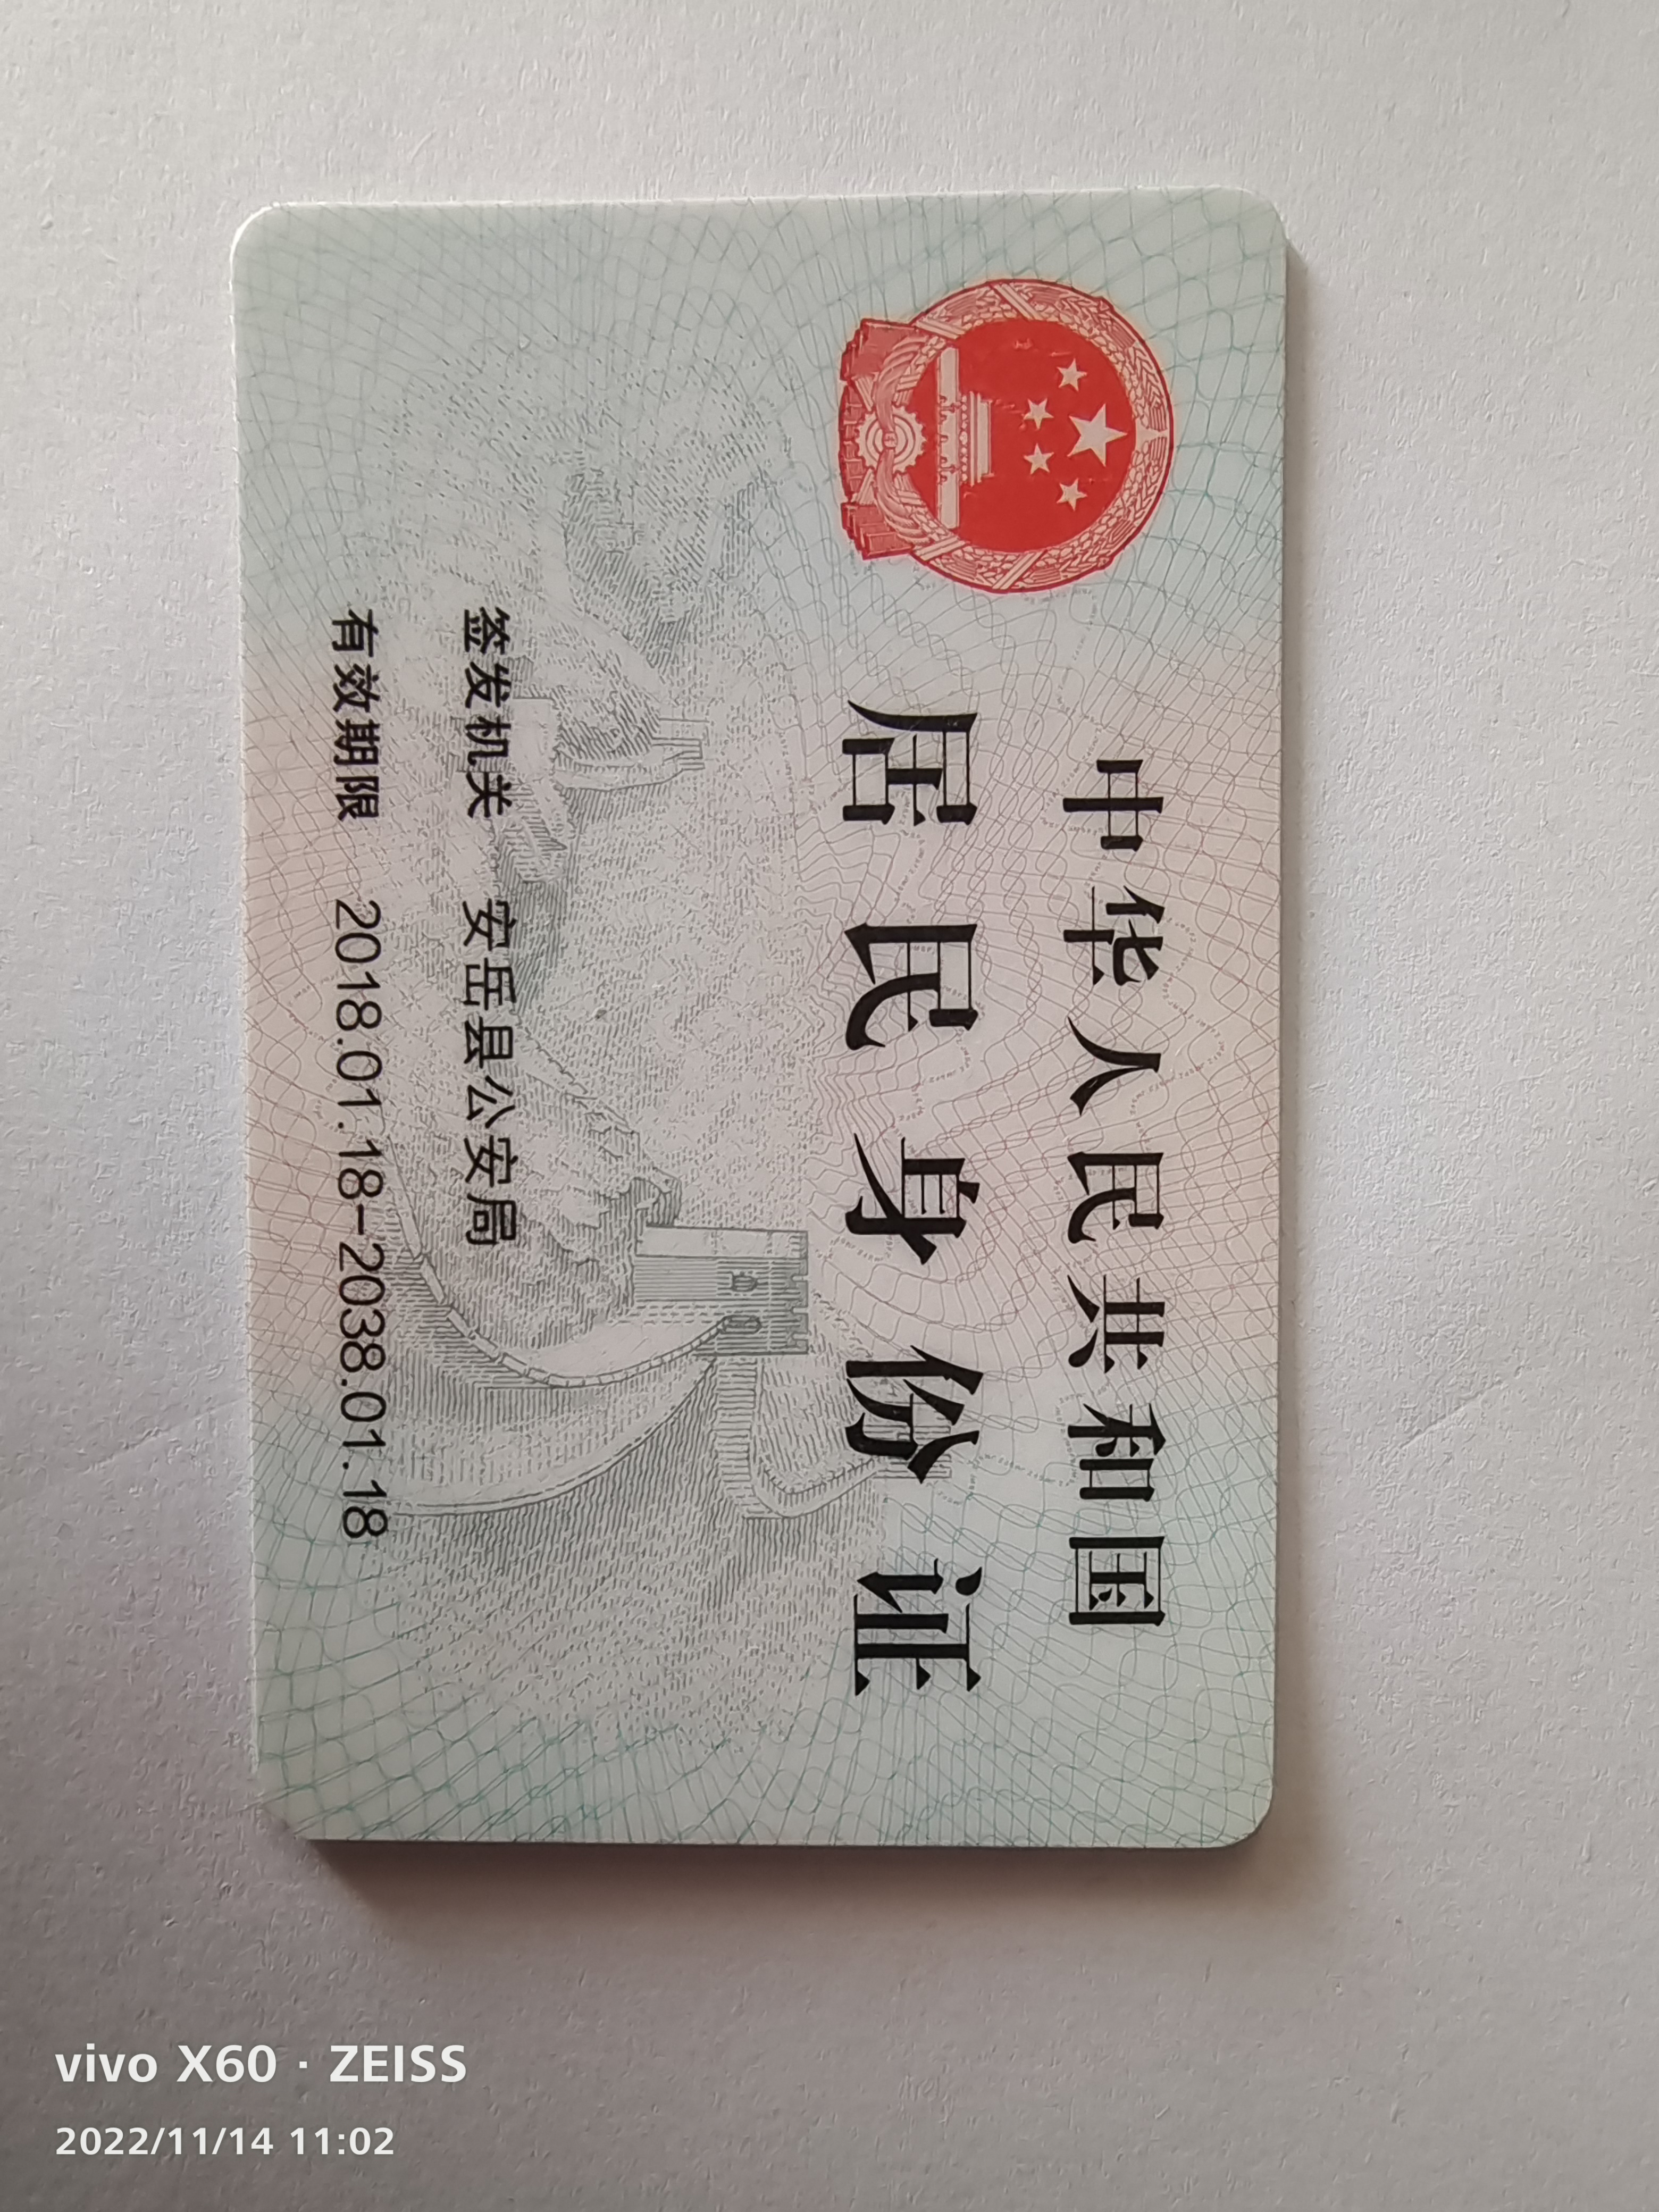 中华人民共和国
居民身份证
签发机关 安岳县公安局
有效期限 2018.01.18-2038.01.18
vivo X60 · ZEISS
2022/11/14 11:02